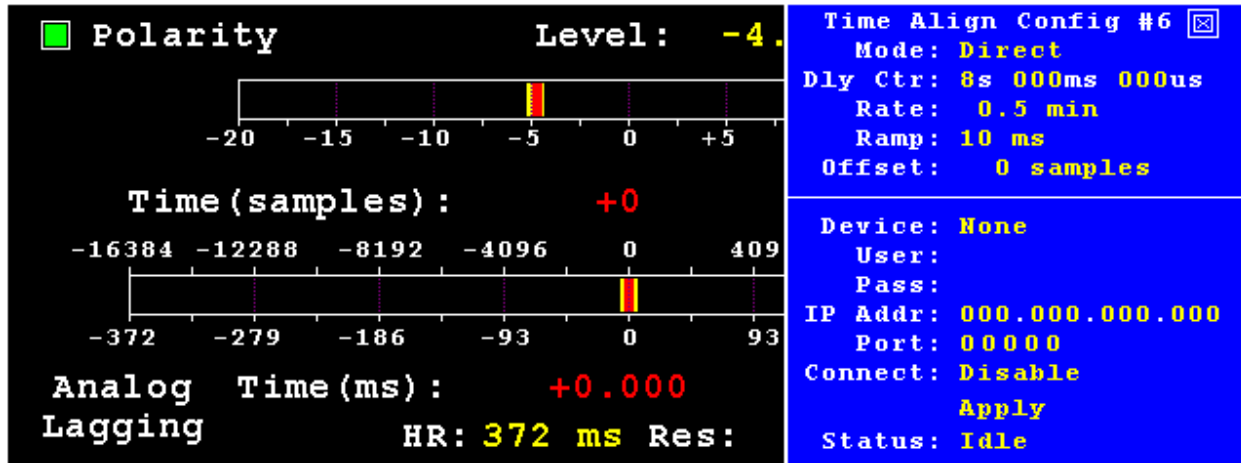 Polarity Level: -4.
-20 -15 -10 -5 0 +5
Time(samples): +0
-16384 -12288 -8192 -4096 0 409
-372 -279 -186 -93 0 93
Analog Time(ms): +0.000
Lagging HR: 372 ms Res:
Time Align Config #6
Mode: Direct
Dly Ctr: 8s 000ms 000us
Rate: 0.5 min
Ramp: 10 ms
Offset: 0 samples
Device: None
User:
Pass:
IP Addr: 000.000.000.000
Port: 00000
Connect: Disable
Apply
Status: Idle